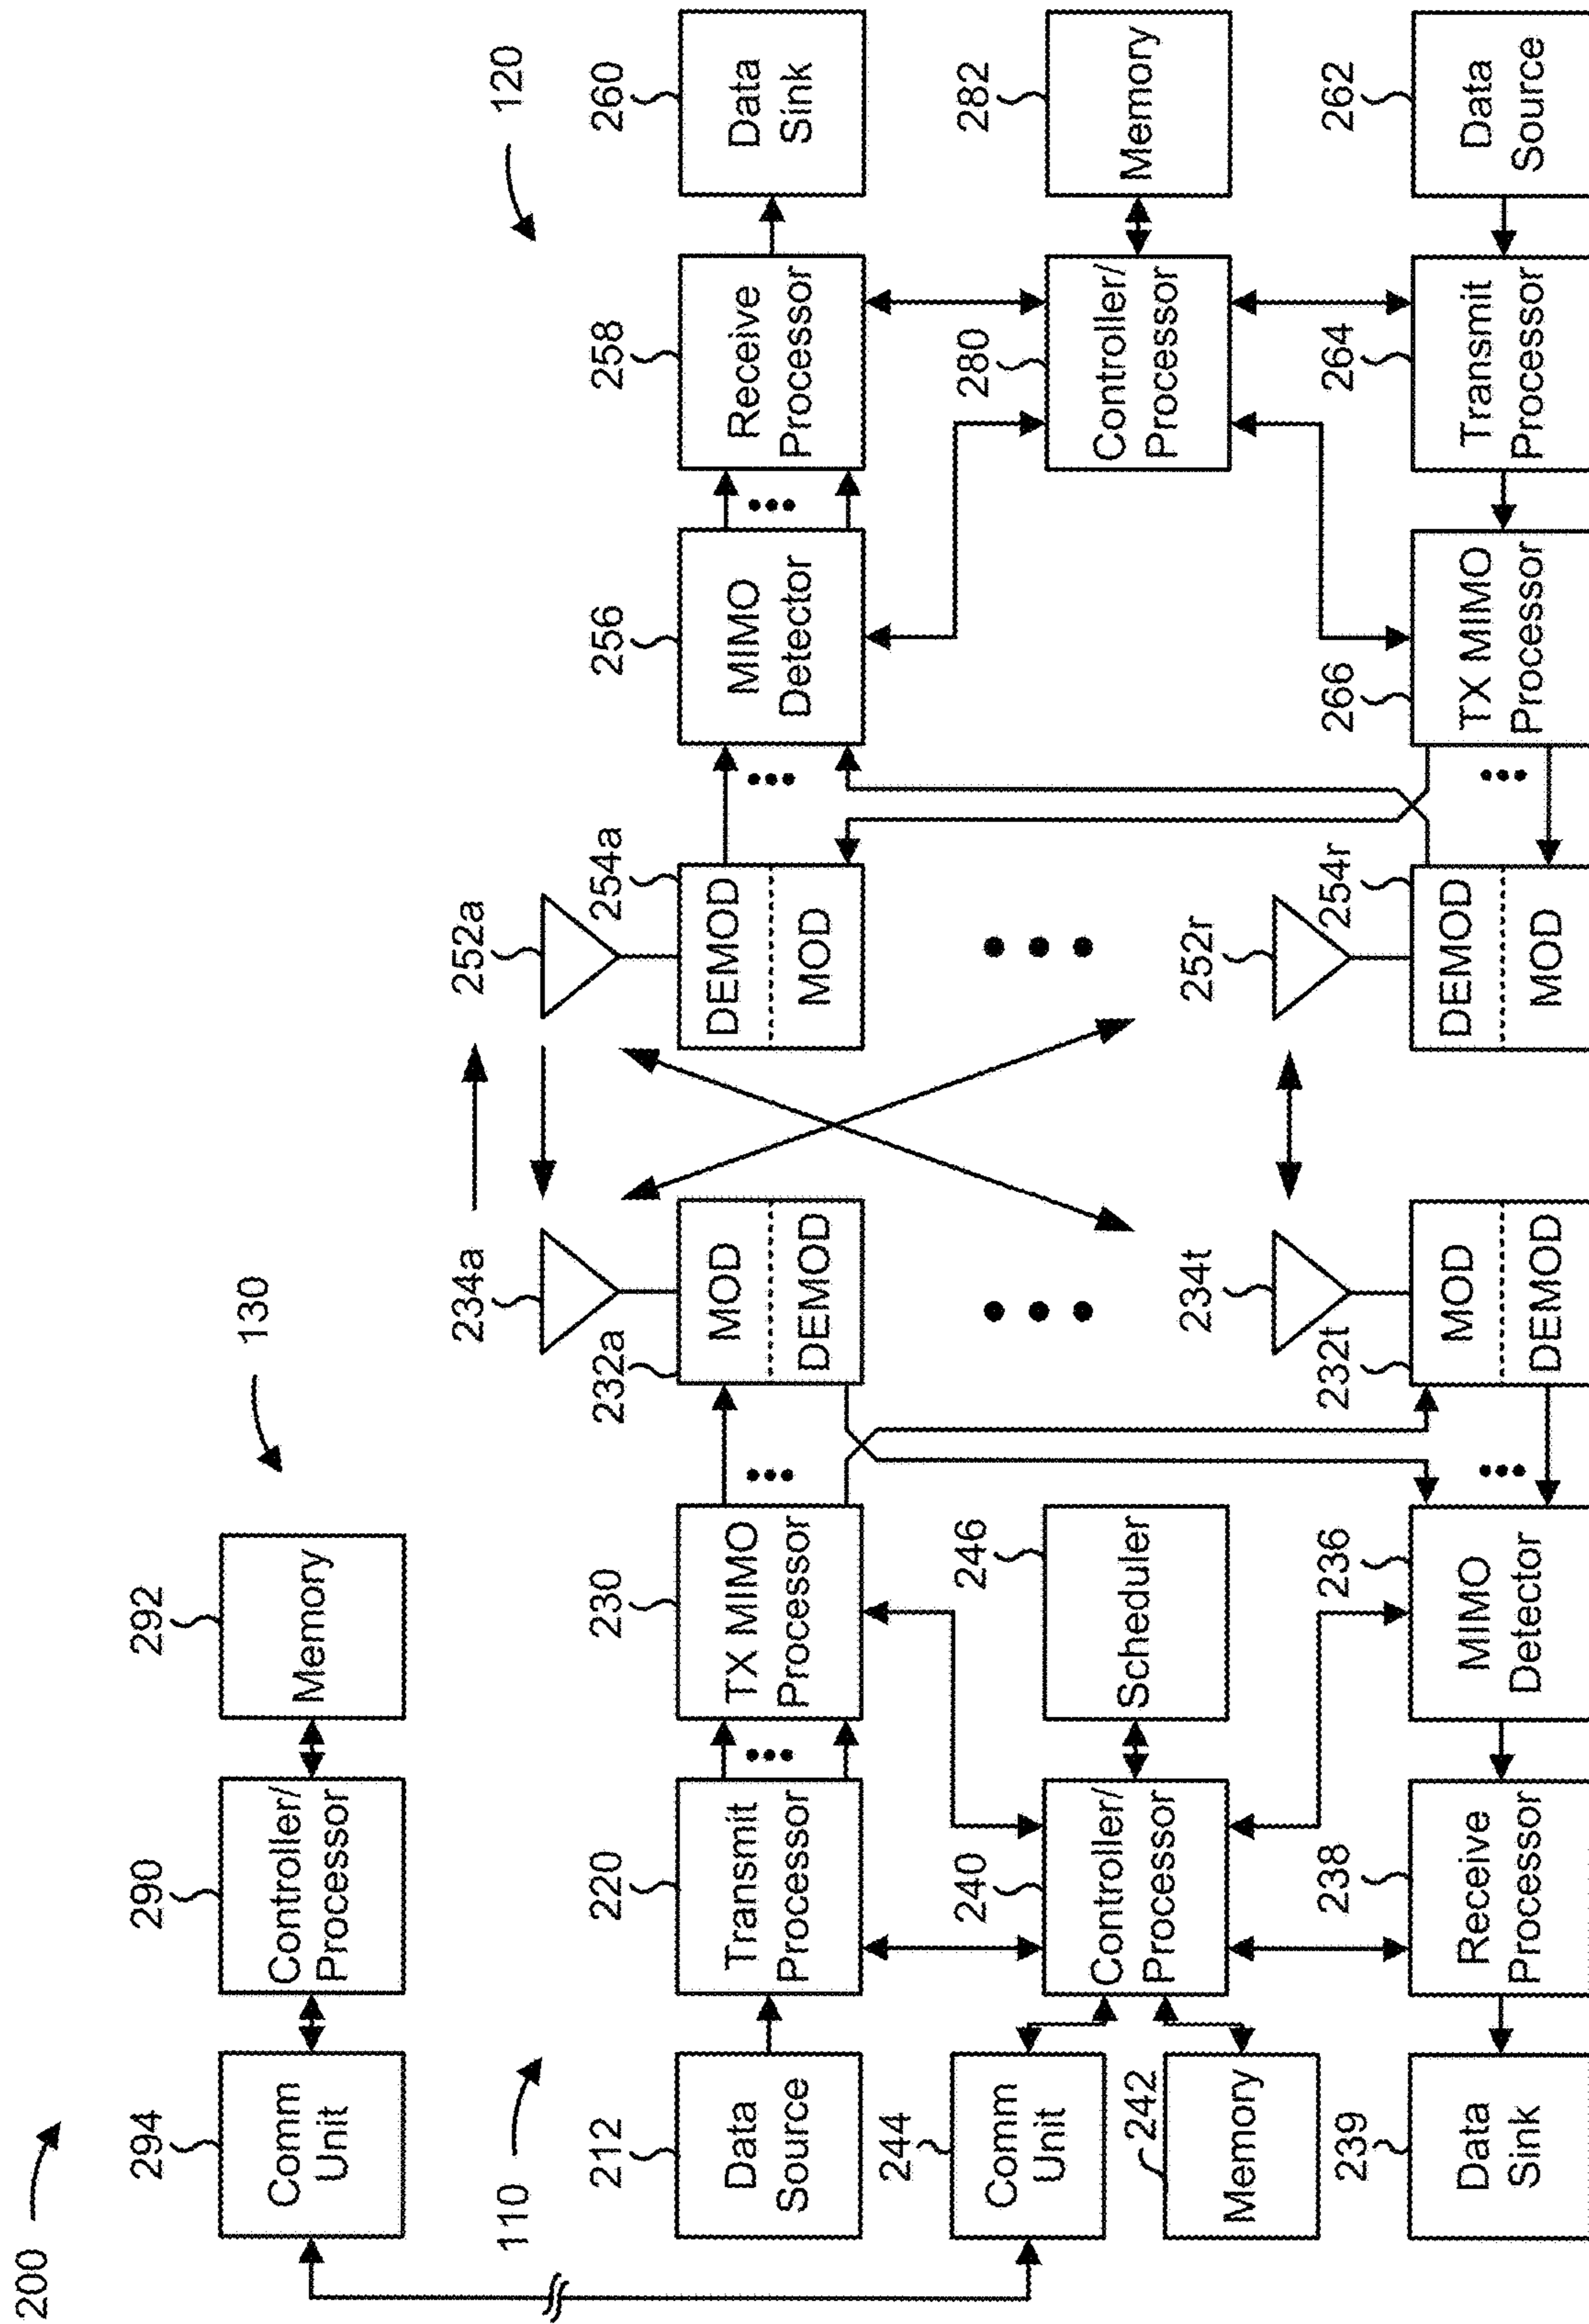 200
294
Comm
Unit
290
Controller/
Processor
292
Memory
130
110
120
212
Data
Source
220
Transmit
Processor
230
TX MIMO
Processor
232a
MOD
DEMOD
234a
252a
254a
DEMOD
MOD
256
MIMO
Detector
258
Receive
Processor
260
Data
Sink
244
Comm
Unit
242
Memory
240
Controller/
Processor
246
Scheduler
280
Controller/
Processor
282
Memory
239
Data
Sink
238
Receive
Processor
236
MIMO
Detector
232t
MOD
DEMOD
234t
252r
254r
DEMOD
MOD
266
TX MIMO
Processor
264
Transmit
Processor
262
Data
Source